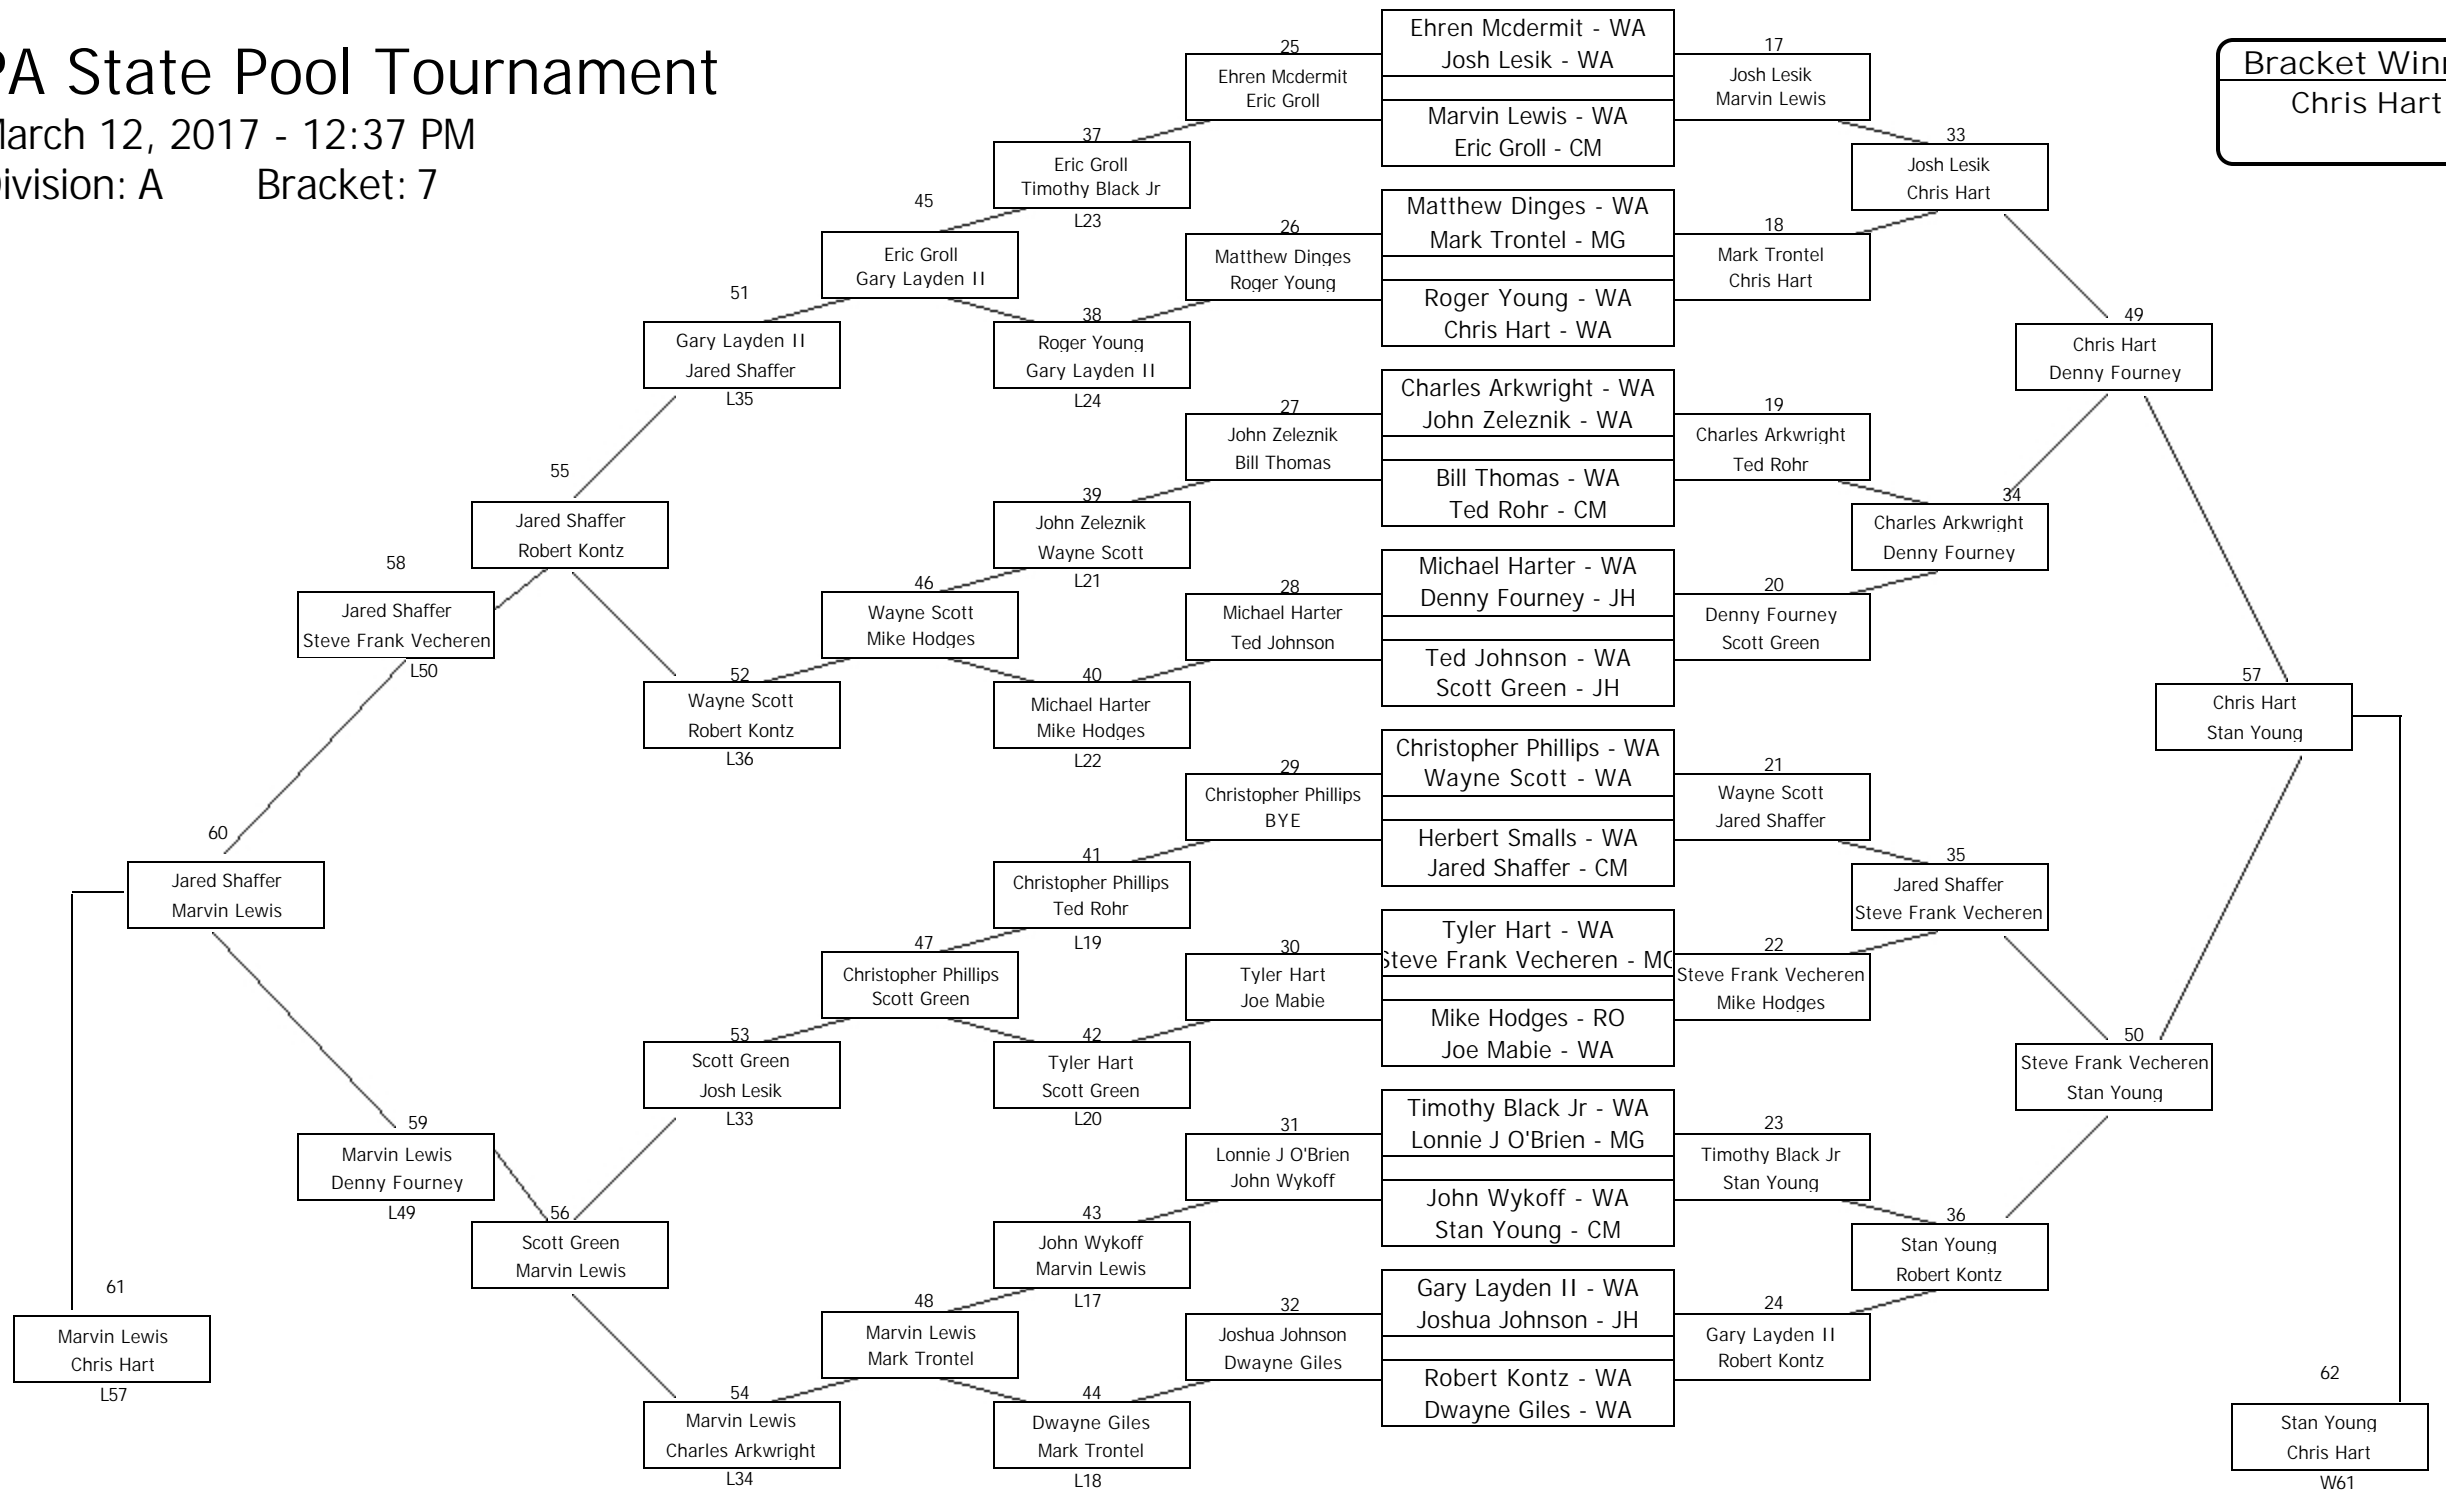 PA State Pool Tournament
March 12, 2017 - 12:37 PM
Division: A Bracket: 7
Bracket Winn
Chris Hart
Ehren Mcdermit - WA
Josh Lesik - WA
Marvin Lewis - WA
Eric Groll - CM
Matthew Dinges - WA
Mark Trontel - MG
Roger Young - WA
Chris Hart - WA
Charles Arkwright - WA
John Zeleznik - WA
Bill Thomas - WA
Ted Rohr - CM
Michael Harter - WA
Denny Fourney - JH
Ted Johnson - WA
Scott Green - JH
Christopher Phillips - WA
Wayne Scott - WA
Herbert Smalls - WA
Jared Shaffer - CM
Tyler Hart - WA
Steve Frank Vecheren - MC
Mike Hodges - RO
Joe Mabie - WA
Timothy Black Jr - WA
Lonnie J O'Brien - MG
John Wykoff - WA
Stan Young - CM
Gary Layden II - WA
Joshua Johnson - JH
Robert Kontz - WA
Dwayne Giles - WA
17
Josh Lesik
Marvin Lewis
18
Mark Trontel
Chris Hart
19
Charles Arkwright
Ted Rohr
20
Denny Fourney
Scott Green
21
Wayne Scott
Jared Shaffer
22
Steve Frank Vecheren
Mike Hodges
23
Timothy Black Jr
Stan Young
24
Gary Layden II
Robert Kontz
25
Ehren Mcdermit
Eric Groll
26
Matthew Dinges
Roger Young
27
John Zeleznik
Bill Thomas
28
Michael Harter
Ted Johnson
29
Christopher Phillips
BYE
30
Tyler Hart
Joe Mabie
31
Lonnie J O'Brien
John Wykoff
32
Joshua Johnson
Dwayne Giles
33
Josh Lesik
Chris Hart
34
Charles Arkwright
Denny Fourney
35
Jared Shaffer
Steve Frank Vecheren
36
Stan Young
Robert Kontz
37
Eric Groll
Timothy Black Jr
L23
38
Roger Young
Gary Layden II
L24
39
John Zeleznik
Wayne Scott
L21
40
Michael Harter
Mike Hodges
L22
41
Christopher Phillips
Ted Rohr
L19
42
Tyler Hart
Scott Green
L20
43
John Wykoff
Marvin Lewis
L17
44
Dwayne Giles
Mark Trontel
L18
45
Eric Groll
Gary Layden II
46
Wayne Scott
Mike Hodges
47
Christopher Phillips
Scott Green
48
Marvin Lewis
Mark Trontel
49
Chris Hart
Denny Fourney
50
Steve Frank Vecheren
Stan Young
51
Gary Layden II
Jared Shaffer
L35
52
Wayne Scott
Robert Kontz
L36
53
Scott Green
Josh Lesik
L33
54
Marvin Lewis
Charles Arkwright
L34
55
Jared Shaffer
Robert Kontz
56
Scott Green
Marvin Lewis
57
Chris Hart
Stan Young
58
Jared Shaffer
Steve Frank Vecheren
L50
59
Marvin Lewis
Denny Fourney
L49
60
Jared Shaffer
Marvin Lewis
61
Marvin Lewis
Chris Hart
L57
62
Stan Young
Chris Hart
W61